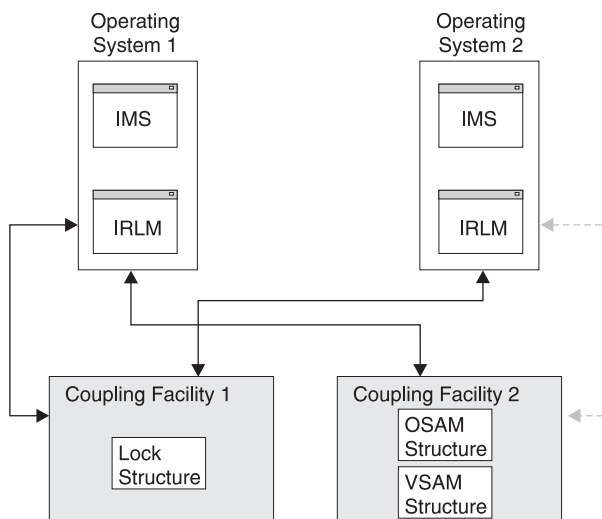 Operating
System 1
Operating
System 2
IMS
IMS
IRLM
IRLM
Coupling Facility 1
Coupling Facility 2
Lock
Structure
OSAM
Structure
VSAM
Structure